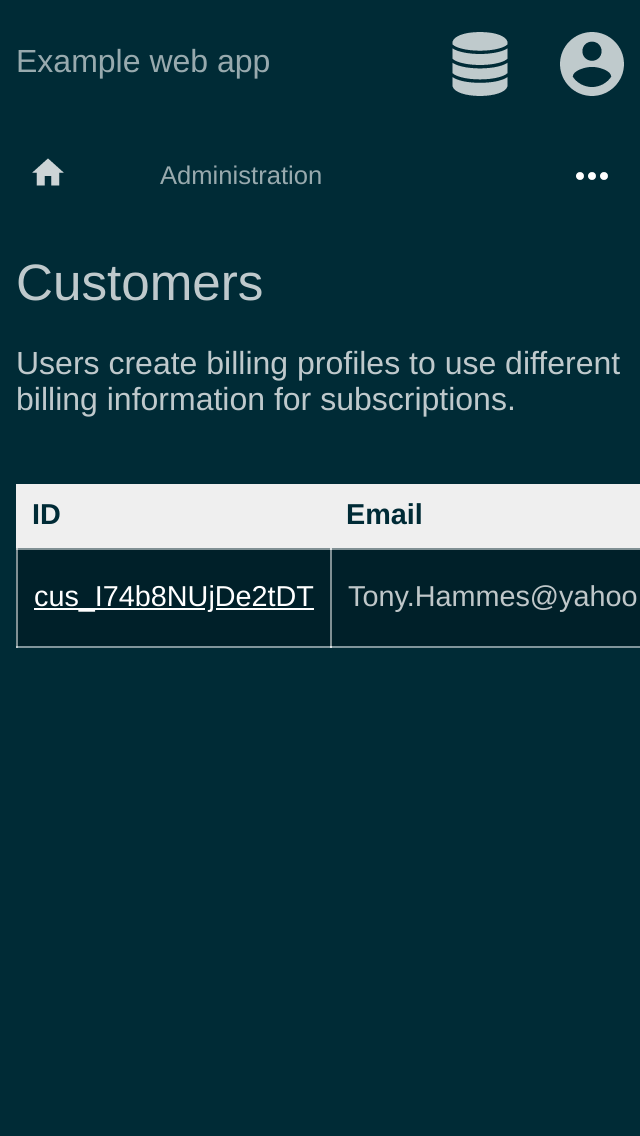 Example web app
Administration
Customers
Users create billing profiles to use different
billing information for subscriptions.
ID Email
cus_I74b8NUjDe2tDT Tony.Hammes@yahoo